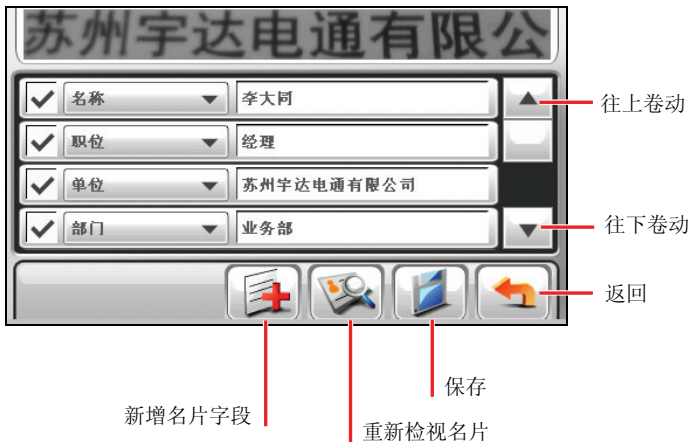 苏州宇达电通有限公
名称 李大同
往上卷动
职位 经理
单位 苏州宇达电通有限公司
部门 业务部
往下卷动
返回
保存
新增名片字段
重新检视名片